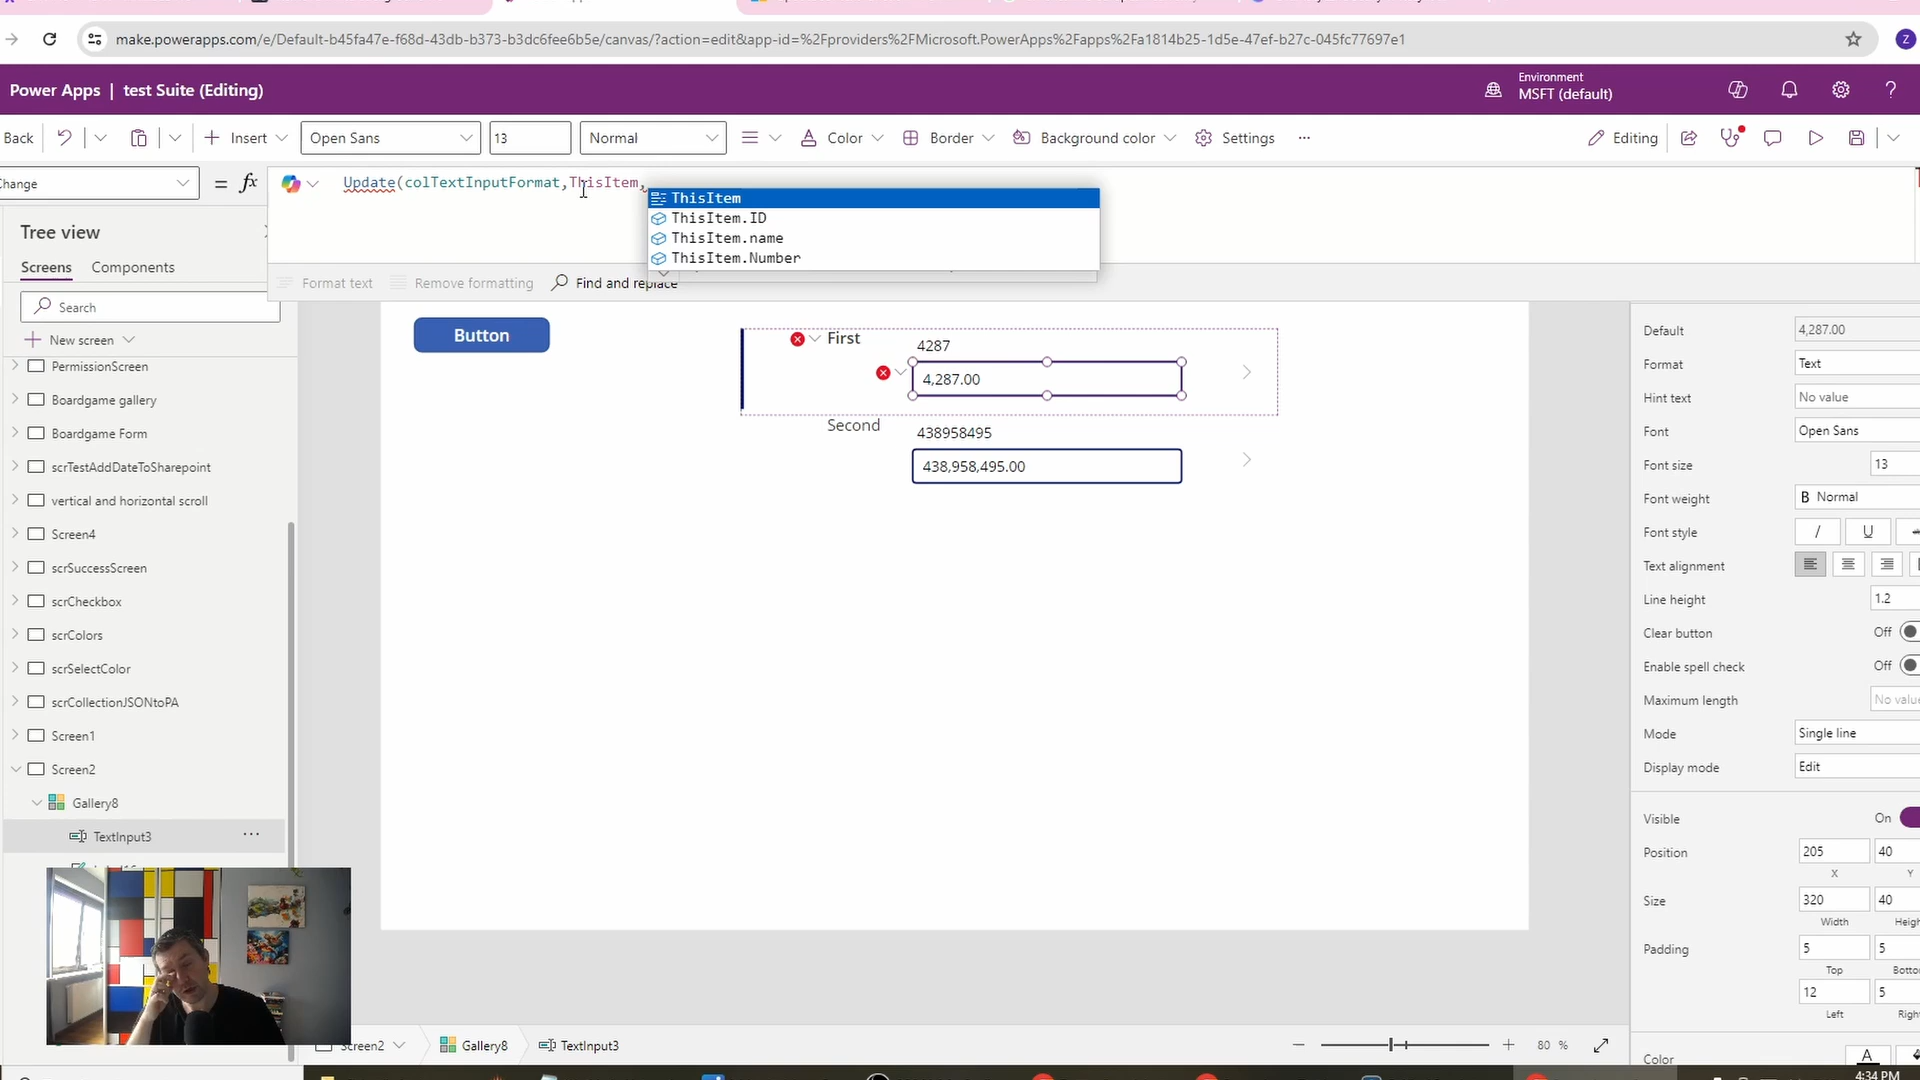 make.powerapps.com/e/Default-b45fa47e-f68d-43db-b373-b3dc6fee6b5e/canvas/?action=edit&app-id=%2Fproviders%2FMicrosoft.PowerApps%2Fapps%2Fa1814b25-1d5e-47ef-b27c-045fc77697e1
Z
Power Apps | test Suite (Editing)
Environment
MSFT (default)
Back
Insert
Open Sans
13
Normal
Color
Border
Background color
Settings
Editing
Change
= fx
Update(colTextInputFormat,ThisItem,
ThisItem
ThisItem.ID
ThisItem.name
ThisItem.Number
Format text
Remove formatting
Find and replace
Tree view
Screens
Components
Search
New screen
PermissionScreen
Boardgame gallery
Boardgame Form
scrTestAddDateToSharepoint
vertical and horizontal scroll
Screen4
scrSuccessScreen
scrCheckbox
scrColors
scrSelectColor
scrCollectionJSONtoPA
Screen1
Screen2
Gallery8
TextInput3
Button
First
4287
4,287.00
Second
438958495
438,958,495.00
Default
4,287.00
Format
Text
Hint text
No value
Font
Open Sans
Font size
13
Font weight
B Normal
Font style
/ U
Text alignment
Line height
1.2
Clear button
Off
Enable spell check
Off
Maximum length
No value
Mode
Single line
Display mode
Edit
Visible
On
Position
205
40
X
Y
Size
320
40
Width
Heigh
Padding
5
5
Top
Botto
12
5
Left
Right
Color
A
Screen2
Gallery8
TextInput3
80 %
4:34 PM